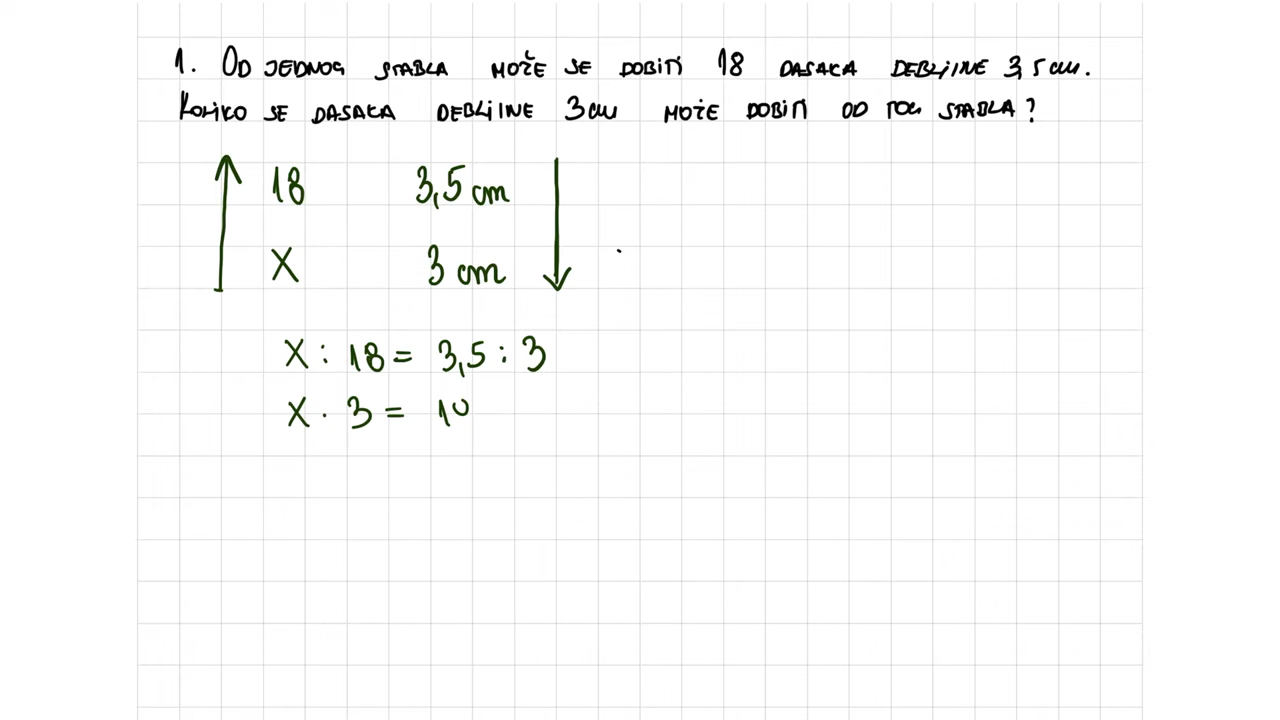 1. OD JEDNOG STABLA MOŽE SE DOBITI 18 DASAKA DEBLJINE 3,5 cm.
KOLIKO SE DASAKA DEBLJINE 3 cm MOŽE DOBITI OD TOG STABLA?
18 3,5 cm
X 3 cm
X : 18 = 3,5 : 3
X · 3 = 1